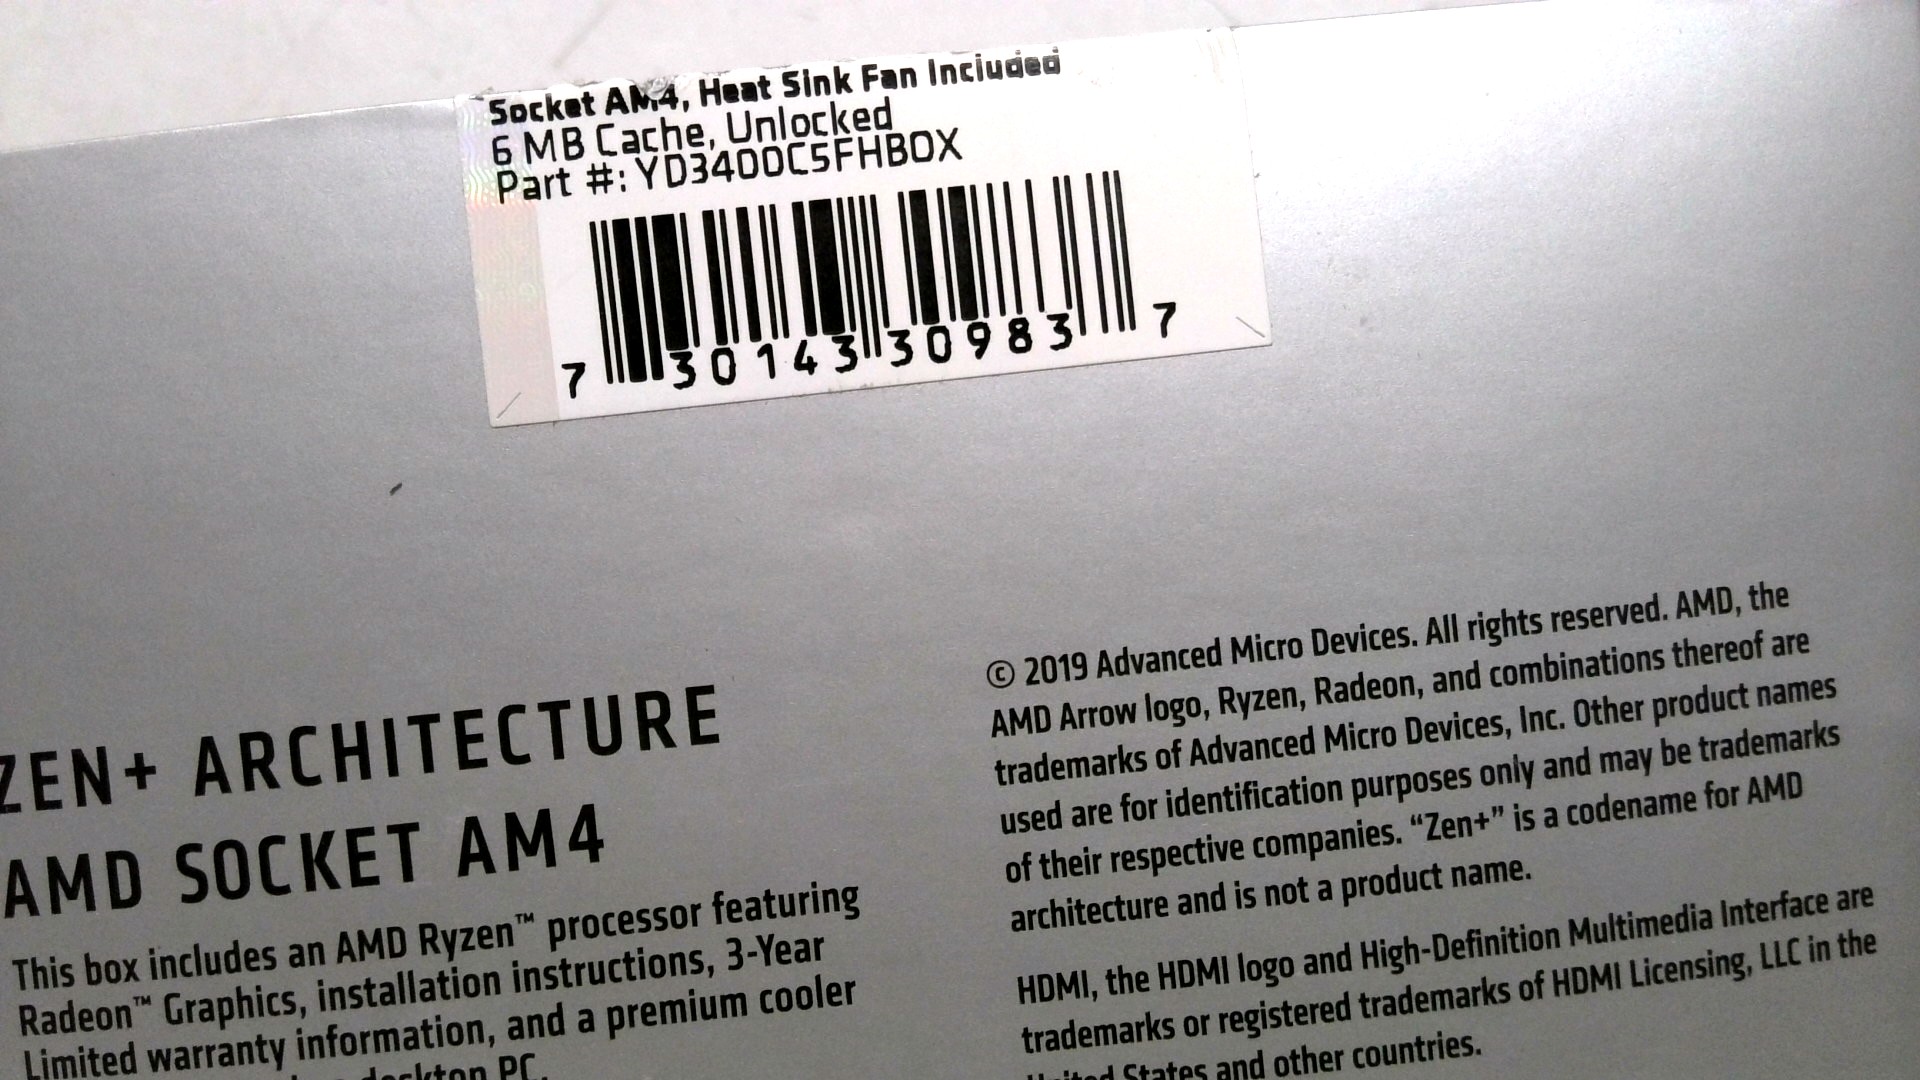 Socket AM4, Heat Sink Fan Included
6 MB Cache, Unlocked
Part #: YD3400C5FHBOX
7 30143 30983 7
ZEN+ ARCHITECTURE
AMD SOCKET AM4
This box includes an AMD Ryzen™ processor featuring
Radeon™ Graphics, installation instructions, 3-Year
Limited warranty information, and a premium cooler
desktop PC.
© 2019 Advanced Micro Devices. All rights reserved. AMD, the
AMD Arrow logo, Ryzen, Radeon, and combinations thereof are
trademarks of Advanced Micro Devices, Inc. Other product names
used are for identification purposes only and may be trademarks
of their respective companies. “Zen+” is a codename for AMD
architecture and is not a product name.
HDMI, the HDMI logo and High-Definition Multimedia Interface are
trademarks or registered trademarks of HDMI Licensing, LLC in the
United States and other countries.